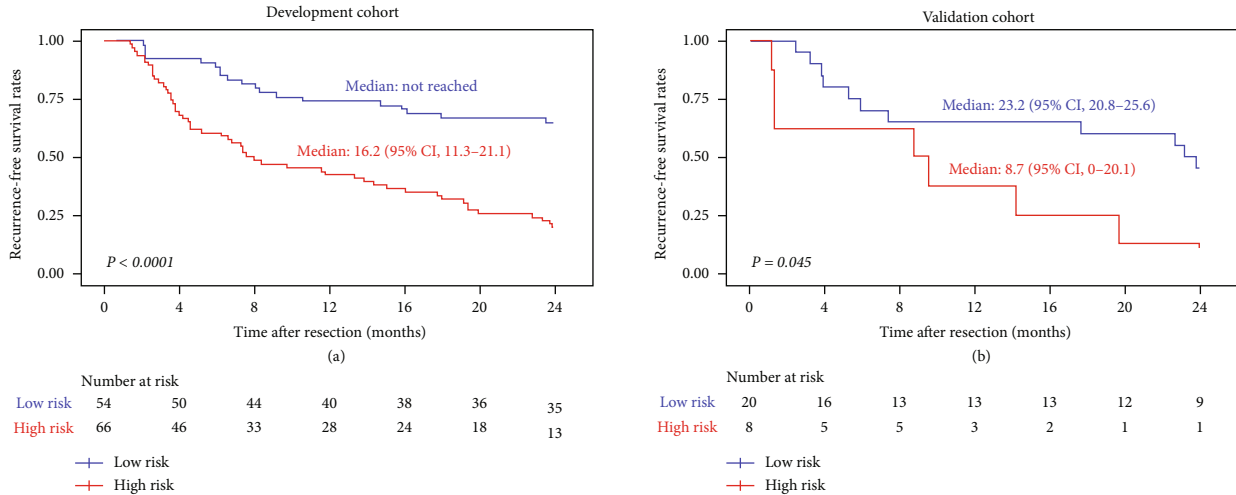 Development cohort
Recurrence-free survival rates
1.00
0.75
0.50
0.25
0.00
Median: not reached
Median: 16.2 (95% CI, 11.3–21.1)
P < 0.0001
0 4 8 12 16 20 24
Time after resection (months)
(a)
Number at risk
Low risk 54 50 44 40 38 36 35
High risk 66 46 33 28 24 18 13
Low risk
High risk
Validation cohort
Recurrence-free survival rates
1.00
0.75
0.50
0.25
0.00
Median: 23.2 (95% CI, 20.8–25.6)
Median: 8.7 (95% CI, 0–20.1)
P = 0.045
0 4 8 12 16 20 24
Time after resection (months)
(b)
Number at risk
Low risk 20 16 13 13 13 12 9
High risk 8 5 5 3 2 1 1
Low risk
High risk